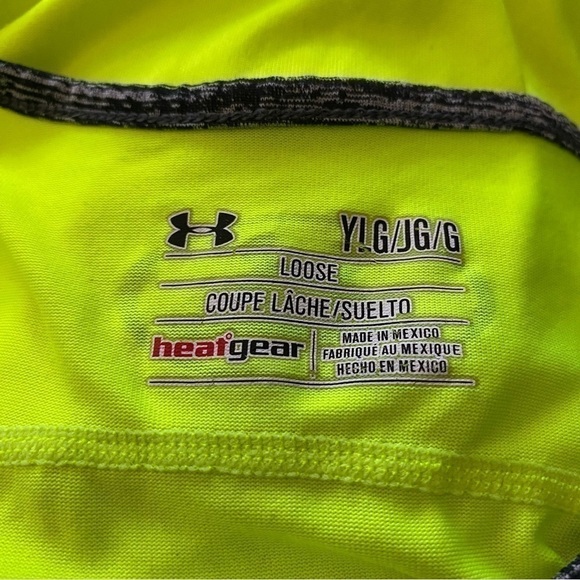 YLG/JG/G
LOOSE
COUPE LÂCHE/SUELTO
heatgear
MADE IN MEXICO
FABRIQUÉ AU MEXIQUE
HECHO EN MEXICO